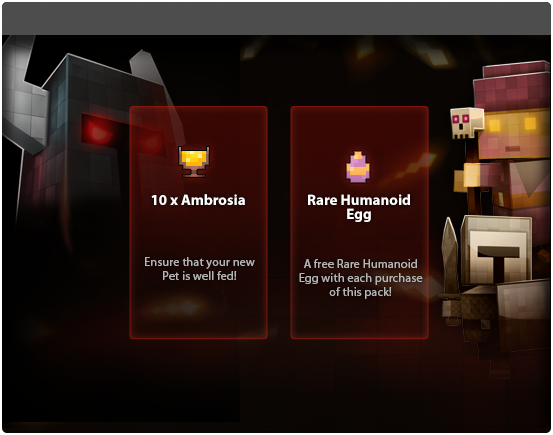 10 x Ambrosia
Ensure that your new
Pet is well fed!
Rare Humanoid
Egg
A free Rare Humanoid
Egg with each purchase
of this pack!